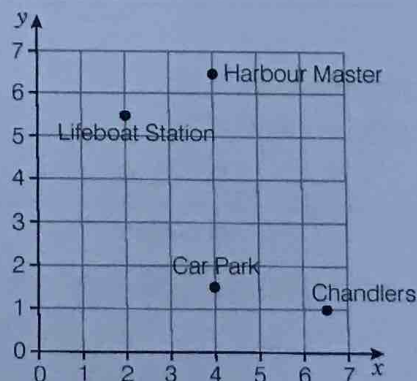 y
7
Harbour Master
6
5
Lifeboat Station
4
3
2
Car Park
Chandlers
1
0
0 1 2 3 4 5 6 7 x